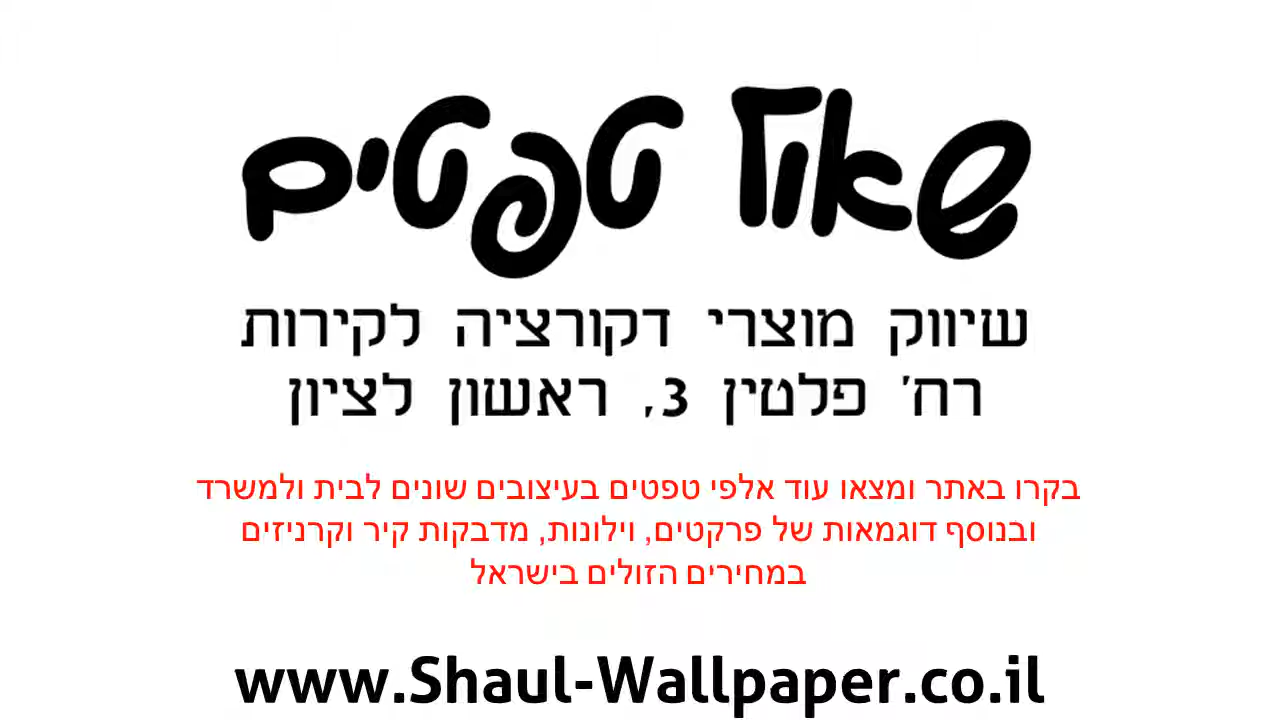 שאול טפטים
שיווק מוצרי דקורציה לקירות
רח' פלטין 3, ראשון לציון
בקרו באתר ומצאו עוד אלפי טפטים בעיצובים שונים לבית ולמשרד
ובנוסף דוגמאות של פרקטים, וילונות, מדבקות קיר וקרניזים
במחירים הזולים בישראל
www.Shaul-Wallpaper.co.il